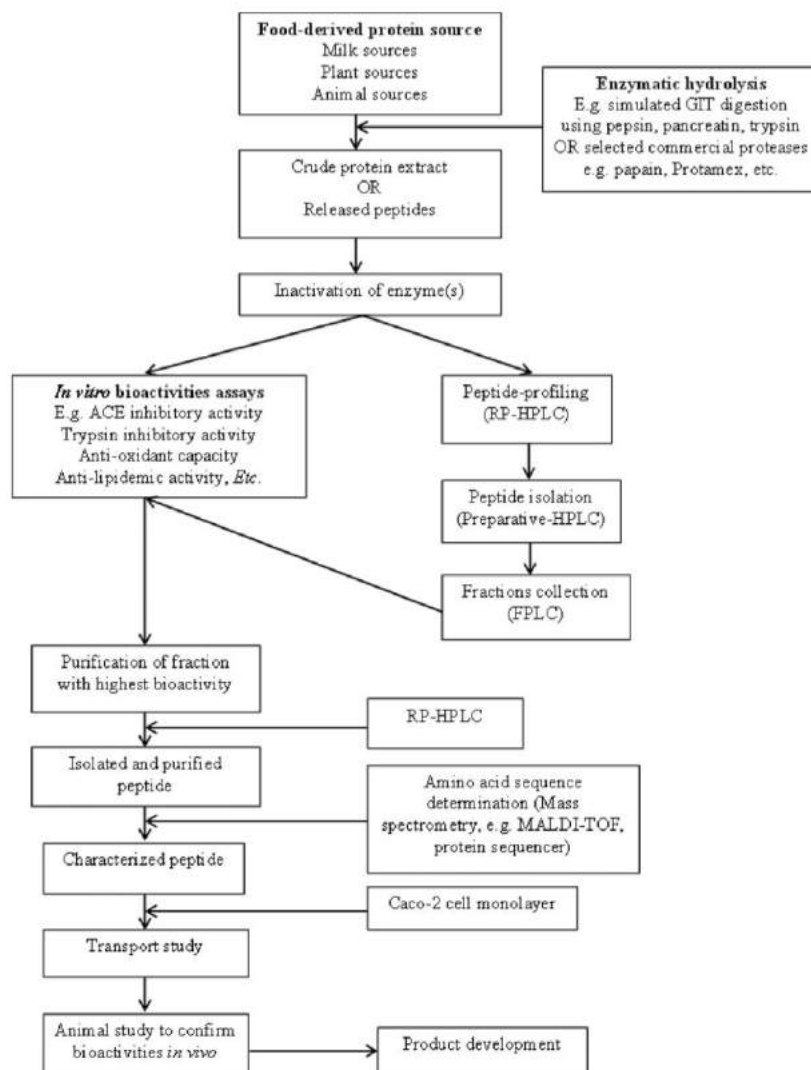 Food-derived protein source
Milk sources
Plant sources
Animal sources
Enzymatic hydrolysis
E.g. simulated GIT digestion
using pepsin, pancreatin, trypsin
OR selected commercial proteases
e.g. papain, Protamex, etc.
Crude protein extract
OR
Released peptides
Inactivation of enzyme(s)
In vitro bioactivities assays
E.g. ACE inhibitory activity
Trypsin inhibitory activity
Anti-oxidant capacity
Anti-lipidemic activity, Etc.
Peptide-profiling
(RP-HPLC)
Peptide isolation
(Preparative-HPLC)
Fractions collection
(FPLC)
Purification of fraction
with highest bioactivity
RP-HPLC
Isolated and purified
peptide
Amino acid sequence
determination (Mass
spectrometry, e.g. MALDI-TOF,
protein sequencer)
Characterized peptide
Caco-2 cell monolayer
Transport study
Animal study to confirm
bioactivities in vivo
Product development